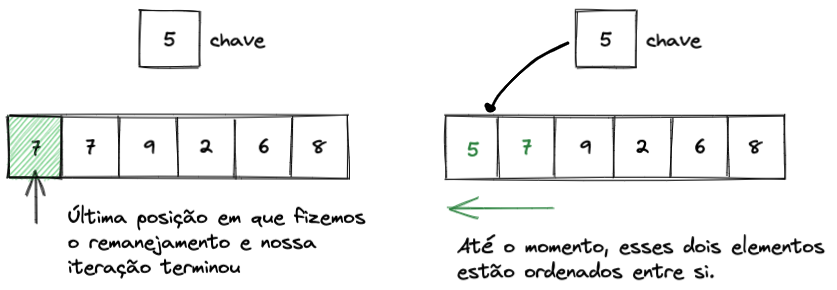 5 chave
7 7 9 2 6 8
Última posição em que fizemos
o remanejamento e nossa
iteração terminou
5 chave
5 7 9 2 6 8
Até o momento, esses dois elementos
estão ordenados entre si.